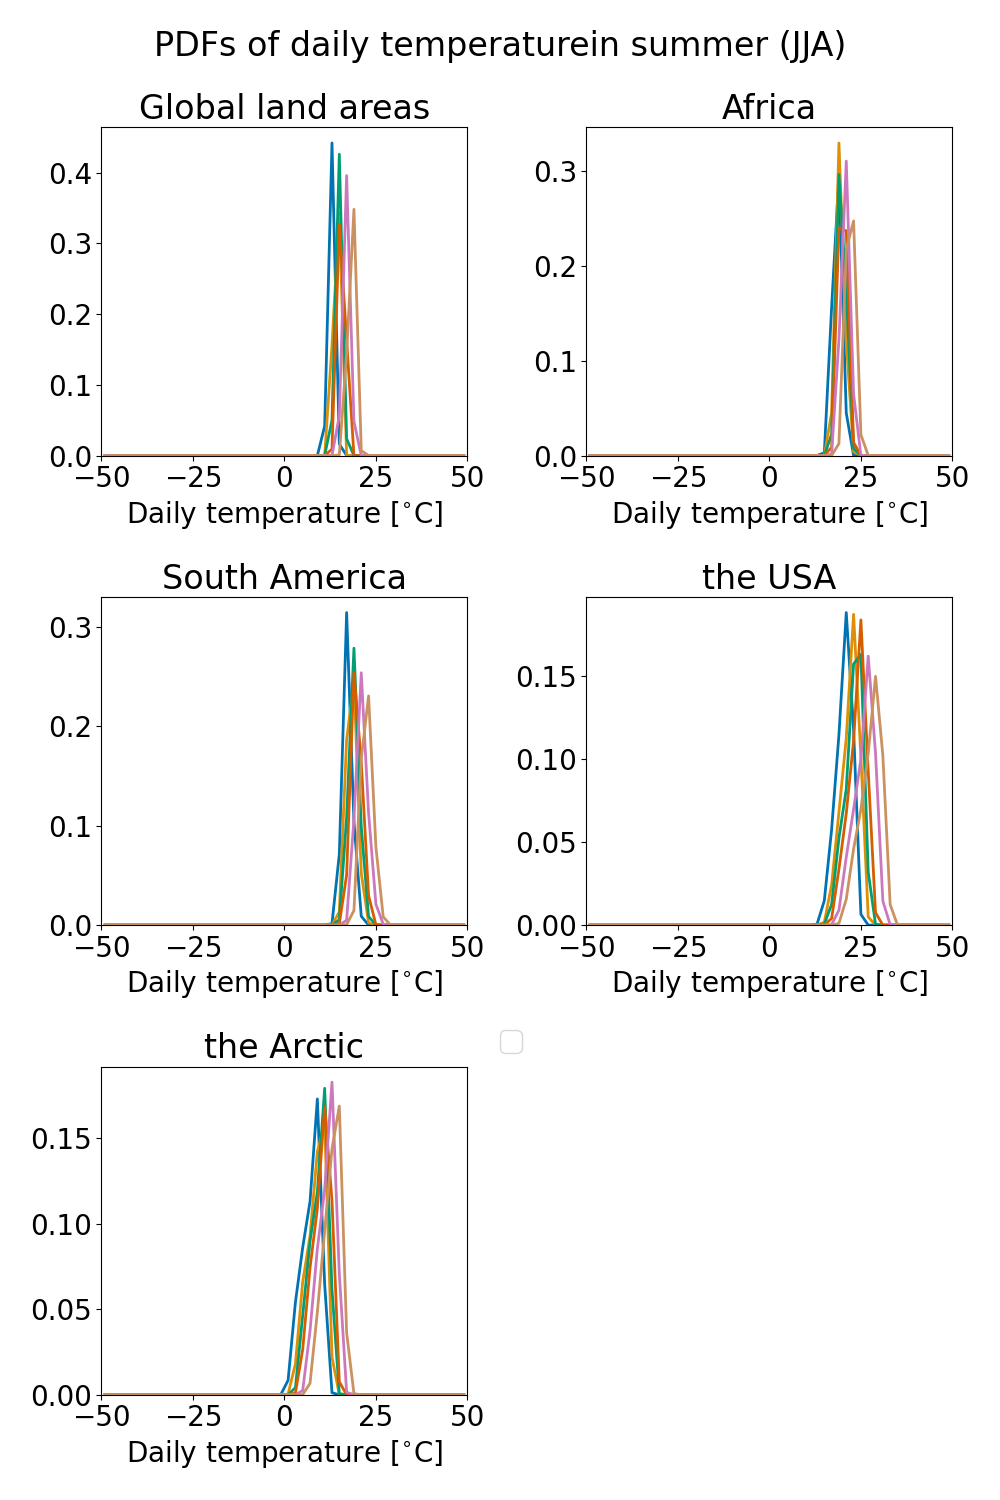 PDFs of daily temperaturein summer (JJA)
Global land areas
0.4
0.3
0.2
0.1
0.0
−50 −25 0 25 50
Daily temperature [°C]
Africa
0.3
0.2
0.1
0.0
−50 −25 0 25 50
Daily temperature [°C]
South America
0.3
0.2
0.1
0.0
−50 −25 0 25 50
Daily temperature [°C]
the USA
0.15
0.10
0.05
0.00
−50 −25 0 25 50
Daily temperature [°C]
the Arctic
0.15
0.10
0.05
0.00
−50 −25 0 25 50
Daily temperature [°C]